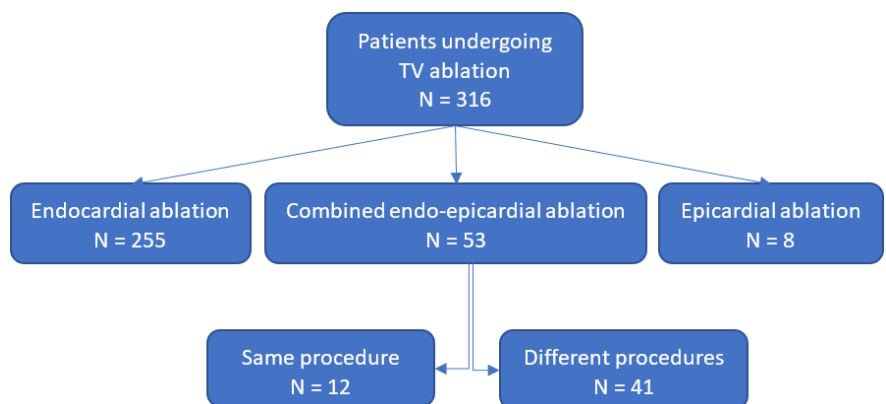 Patients undergoing
TV ablation
N = 316
Endocardial ablation
N = 255
Combined endo-epicardial ablation
N = 53
Epicardial ablation
N = 8
Same procedure
N = 12
Different procedures
N = 41